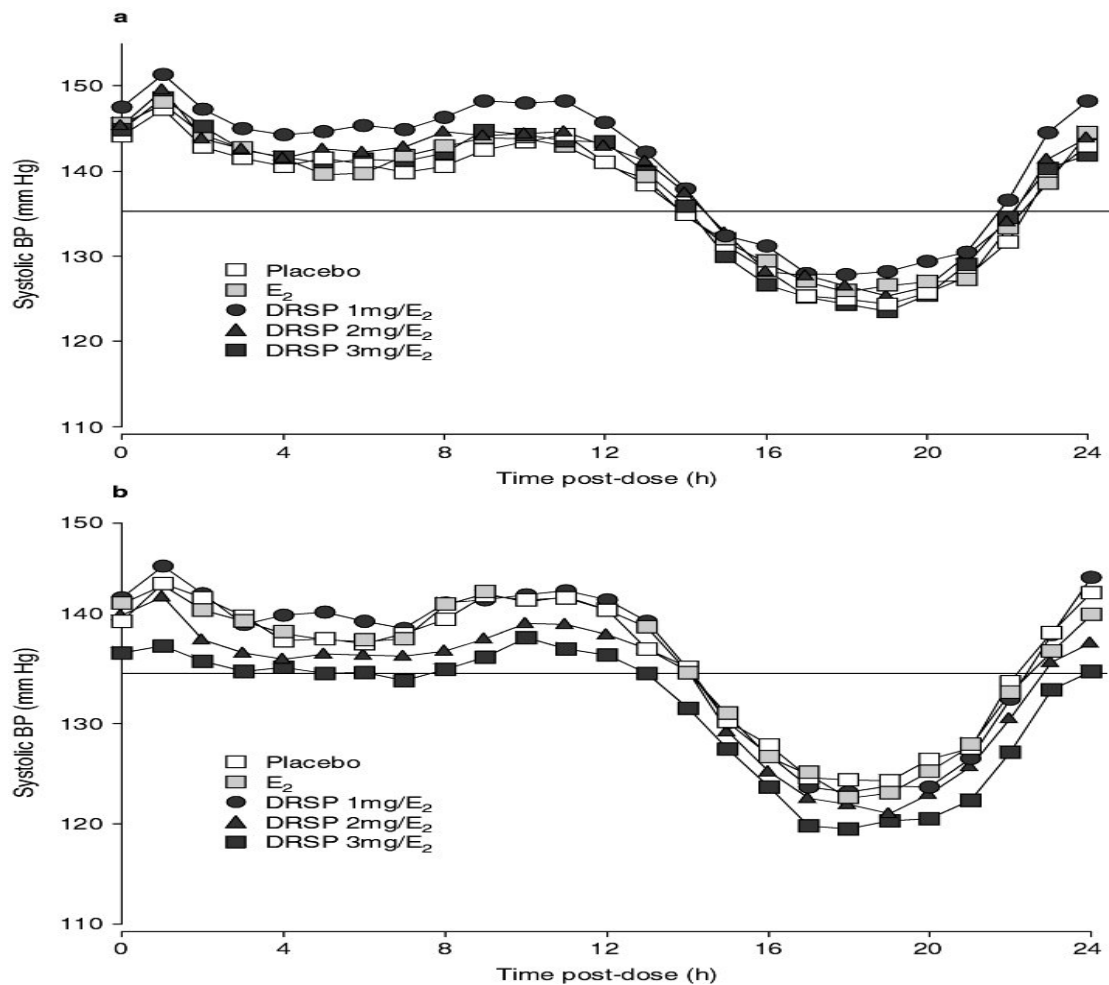 a
Systolic BP (mm Hg)
150
140
130
120
110
Placebo
E₂
DRSP 1mg/E₂
DRSP 2mg/E₂
DRSP 3mg/E₂
0 4 8 12 16 20 24
Time post-dose (h)
b
Systolic BP (mm Hg)
150
140
130
120
110
Placebo
E₂
DRSP 1mg/E₂
DRSP 2mg/E₂
DRSP 3mg/E₂
0 4 8 12 16 20 24
Time post-dose (h)